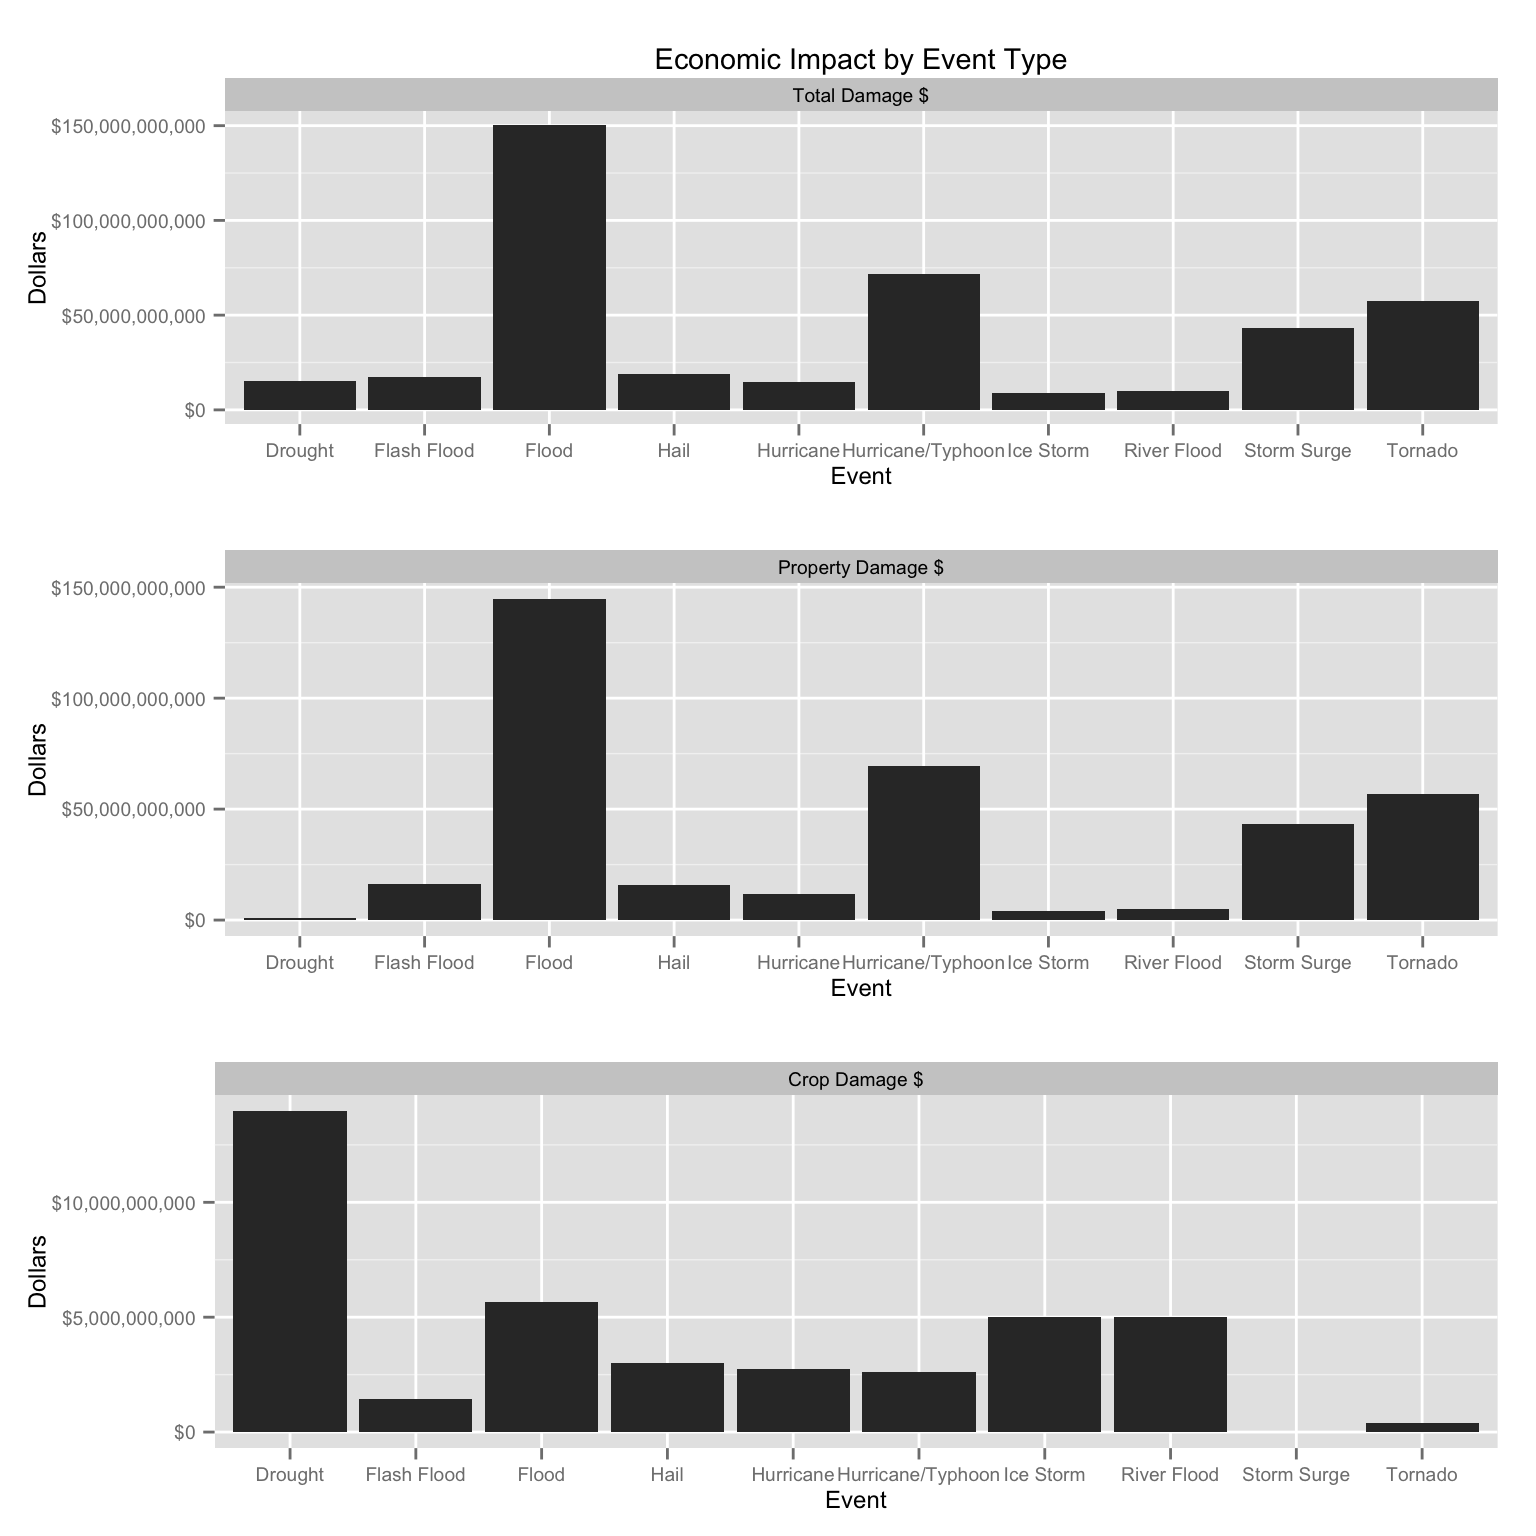 Economic Impact by Event Type
Total Damage $
$150,000,000,000
$100,000,000,000
$50,000,000,000
$0
Dollars
Drought Flash Flood Flood Hail Hurricane Hurricane/Typhoon Ice Storm River Flood Storm Surge Tornado
Event
Property Damage $
$150,000,000,000
$100,000,000,000
$50,000,000,000
$0
Dollars
Drought Flash Flood Flood Hail Hurricane Hurricane/Typhoon Ice Storm River Flood Storm Surge Tornado
Event
Crop Damage $
$10,000,000,000
$5,000,000,000
$0
Dollars
Drought Flash Flood Flood Hail Hurricane Hurricane/Typhoon Ice Storm River Flood Storm Surge Tornado
Event